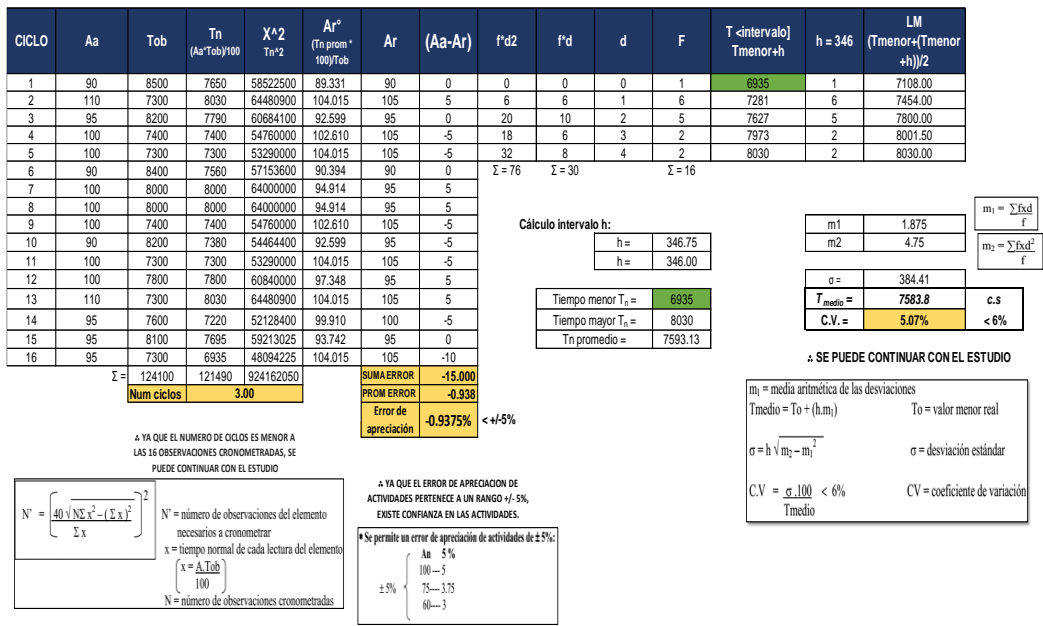 CICLO Aa Tob Tn (Aa*Tob)/100 X^2 Tn^2 Ar° (Tn prom * 100)/Tob Ar (Aa-Ar) f*d2 f*d d F T <intervalo] Tmenor+h h = 346 LM (Tmenor+(Tmenor +h))/2
1 90 8500 7650 58522500 89.331 90 0 0 0 0 1 6935 1 7108.00
2 110 7300 8030 64480900 104.015 105 5 6 6 1 6 7281 6 7454.00
3 95 8200 7790 60684100 92.599 95 0 20 10 2 5 7627 5 7800.00
4 100 7400 7400 54760000 102.610 105 -5 18 6 3 2 7973 2 8001.50
5 100 7300 7300 53290000 104.015 105 -5 32 8 4 2 8030 2 8030.00
6 90 8400 7560 57153600 90.394 90 0 Σ = 76 Σ = 30 Σ = 16
7 100 8000 8000 64000000 94.914 95 5
8 100 8000 8000 64000000 94.914 95 5
9 100 7400 7400 54760000 102.610 105 -5 Cálculo intervalo h: m1 1.875 m₁ = ∑fxd
f
10 90 8200 7380 54464400 92.599 95 -5 h = 346.75 m2 4.75 m₂ = ∑fxd²
f
11 100 7300 7300 53290000 104.015 105 -5 h = 346.00
12 100 7800 7800 60840000 97.348 95 5 σ = 384.41
13 110 7300 8030 64480900 104.015 105 5 Tiempo menor Tₙ = 6935 T medio = 7583.8 c.s
14 95 7600 7220 52128400 99.910 100 -5 Tiempo mayor Tₙ = 8030 C.V. = 5.07% < 6%
15 95 8100 7695 59213025 93.742 95 0 Tn promedio = 7593.13
16 95 7300 6935 48094225 104.015 105 -10
∴ SE PUEDE CONTINUAR CON EL ESTUDIO
Σ = 124100 121490 924162050 SUMA ERROR -15.000
Num ciclos 3.00 PROM ERROR -0.938
Error de apreciación -0.9375% < +/-5%
m₁ = media aritmética de las desviaciones
Tmedio = To + (h.m₁) To = valor menor real
σ = h √ m₂ – m₁² σ = desviación estándar
C.V = σ .100 < 6% CV = coeficiente de variación
Tmedio
∴ YA QUE EL NUMERO DE CICLOS ES MENOR A
LAS 16 OBSERVACIONES CRONOMETRADAS, SE
PUEDE CONTINUAR CON EL ESTUDIO
N' = [ 40 √ NΣ x² – ( Σ x )² ]²
Σ x
N' = número de observaciones del elemento
necesarios a cronometrar
x = tiempo normal de cada lectura del elemento
( x = A.Tob )
100
N = número de observaciones cronometradas
∴ YA QUE EL ERROR DE APRECIACION DE
ACTIVIDADES PERTENECE A UN RANGO +/- 5%,
EXISTE CONFIANZA EN LAS ACTIVIDADES.
* Se permite un error de apreciación de actividades de ± 5%:
An 5 %
100 --- 5
± 5% { 75---- 3.75
60---- 3